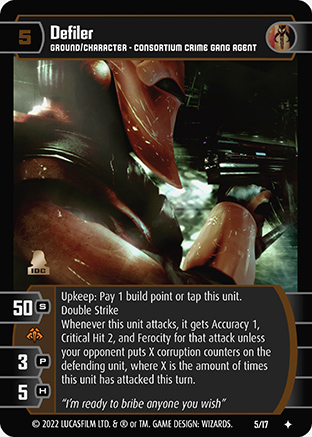 5
Defiler
GROUND/CHARACTER - CONSORTIUM CRIME GANG AGENT
IDC
50 S
3 P
5 H
Upkeep: Pay 1 build point or tap this unit.
Double Strike
Whenever this unit attacks, it gets Accuracy 1,
Critical Hit 2, and Ferocity for that attack unless
your opponent puts X corruption counters on the
defending unit, where X is the amount of times
this unit has attacked this turn.
“I’m ready to bribe anyone you wish”
© 2022 LUCASFILM LTD. & ® or TM. GAME DESIGN: WIZARDS. 5/17